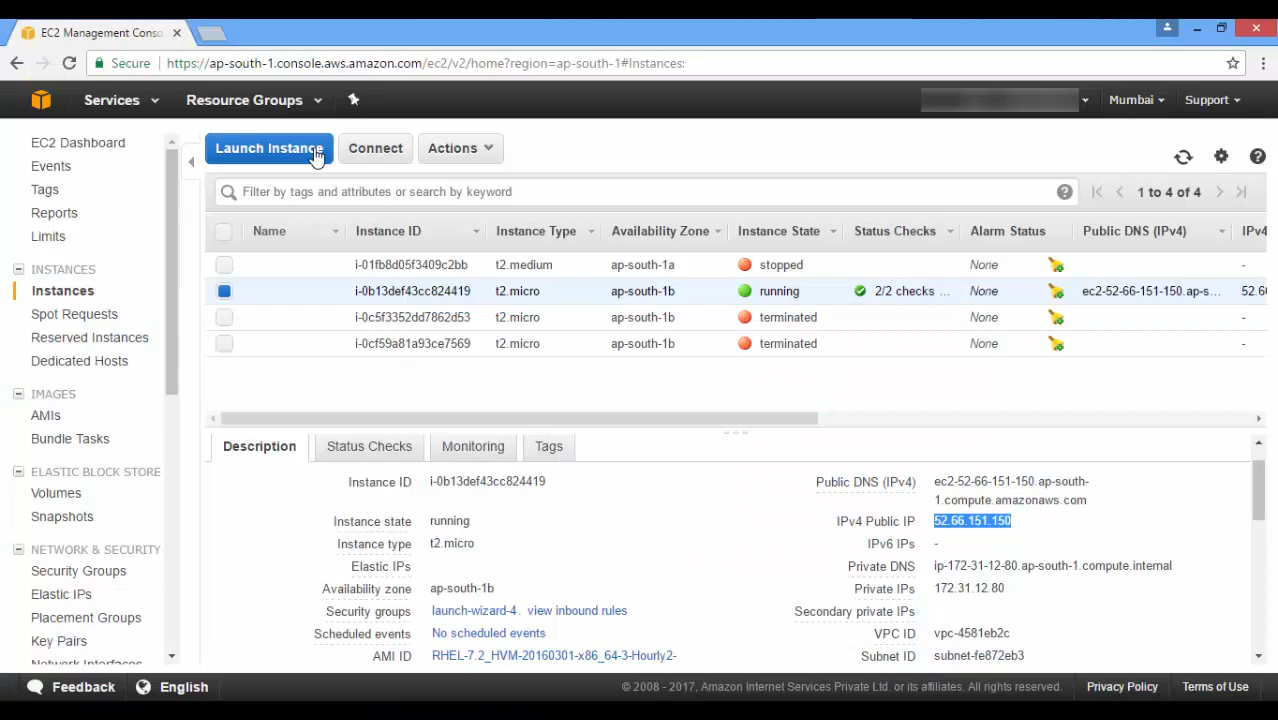 EC2 Management Conso
Secure https://ap-south-1.console.aws.amazon.com/ec2/v2/home?region=ap-south-1#Instances:
Services Resource Groups Mumbai Support
EC2 Dashboard
Events
Tags
Reports
Limits
INSTANCES
Instances
Spot Requests
Reserved Instances
Dedicated Hosts
IMAGES
AMIs
Bundle Tasks
ELASTIC BLOCK STORE
Volumes
Snapshots
NETWORK & SECURITY
Security Groups
Elastic IPs
Placement Groups
Key Pairs
Network Interfaces
Launch Instance Connect Actions
Filter by tags and attributes or search by keyword 1 to 4 of 4
Name Instance ID Instance Type Availability Zone Instance State Status Checks Alarm Status Public DNS (IPv4) IPv4
i-01fb8d05f3409c2bb t2.medium ap-south-1a stopped None -
i-0b13def43cc824419 t2.micro ap-south-1b running 2/2 checks ... None ec2-52-66-151-150.ap-s... 52.66
i-0c5f3352dd7862d53 t2.micro ap-south-1b terminated None -
i-0cf59a81a93ce7569 t2.micro ap-south-1b terminated None -
Description Status Checks Monitoring Tags
Instance ID i-0b13def43cc824419
Instance state running
Instance type t2.micro
Elastic IPs
Availability zone ap-south-1b
Security groups launch-wizard-4. view inbound rules
Scheduled events No scheduled events
AMI ID RHEL-7.2_HVM-20160301-x86_64-3-Hourly2-
Public DNS (IPv4) ec2-52-66-151-150.ap-south-
1.compute.amazonaws.com
IPv4 Public IP 52.66.151.150
IPv6 IPs -
Private DNS ip-172-31-12-80.ap-south-1.compute.internal
Private IPs 172.31.12.80
Secondary private IPs
VPC ID vpc-4581eb2c
Subnet ID subnet-fe872eb3
Feedback English © 2008 - 2017, Amazon Internet Services Private Ltd. or its affiliates. All rights reserved. Privacy Policy Terms of Use